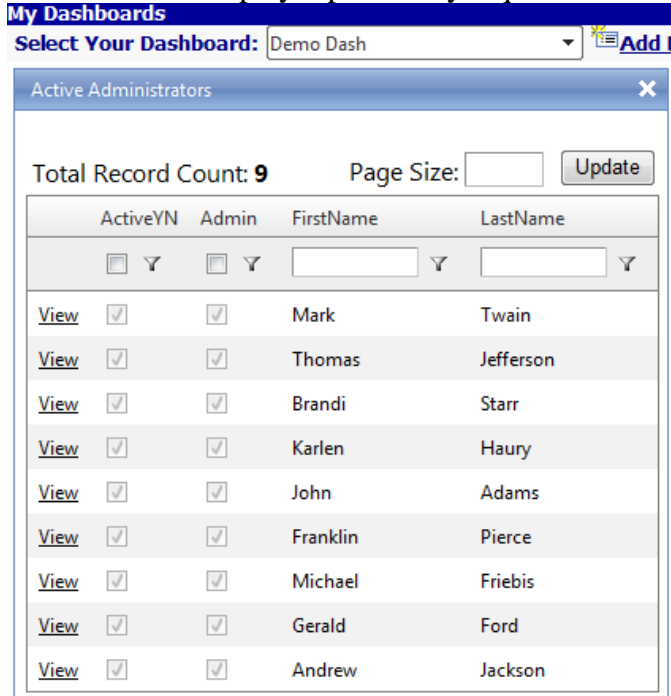 My Dashboards
Select Your Dashboard: Demo Dash Add
Active Administrators
Total Record Count: 9 Page Size: Update
ActiveYN Admin FirstName LastName
View Mark Twain
View Thomas Jefferson
View Brandi Starr
View Karlen Haury
View John Adams
View Franklin Pierce
View Michael Friebis
View Gerald Ford
View Andrew Jackson